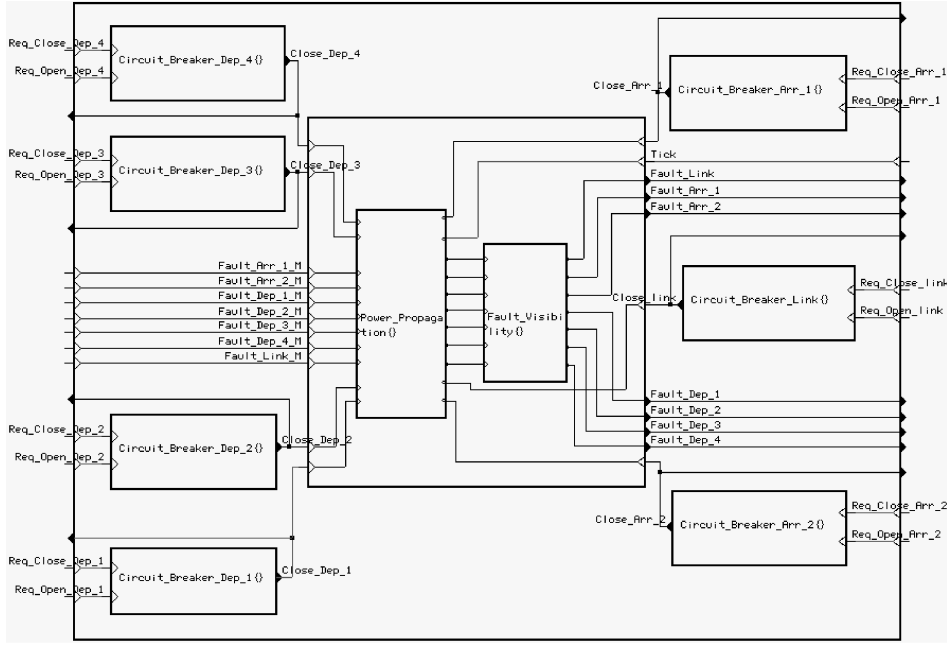 Req_Close_Dep_4
Close_Dep_4
Circuit_Breaker_Dep_4{}
Req_Open_Dep_4
Close_Arr_1
Circuit_Breaker_Arr_1{}
Req_Close_Arr_1
Req_Open_Arr_1
Req_Close_Dep_3
Close_Dep_3
Circuit_Breaker_Dep_3{}
Req_Open_Dep_3
Tick
Fault_Link
Fault_Arr_1
Fault_Arr_2
Fault_Arr_1_M
Fault_Arr_2_M
Fault_Dep_1_M
Fault_Dep_2_M
Fault_Dep_3_M
Fault_Dep_4_M
Fault_Link_M
Power_Propaga
tion{}
Fault_Visibi
lity{}
Close_link
Circuit_Breaker_Link{}
Req_Close_link
Req_Open_link
Fault_Dep_1
Fault_Dep_2
Fault_Dep_3
Fault_Dep_4
Req_Close_Dep_2
Close_Dep_2
Circuit_Breaker_Dep_2{}
Req_Open_Dep_2
Close_Arr_2
Circuit_Breaker_Arr_2{}
Req_Close_Arr_2
Req_Open_Arr_2
Req_Close_Dep_1
Close_Dep_1
Circuit_Breaker_Dep_1{}
Req_Open_Dep_1